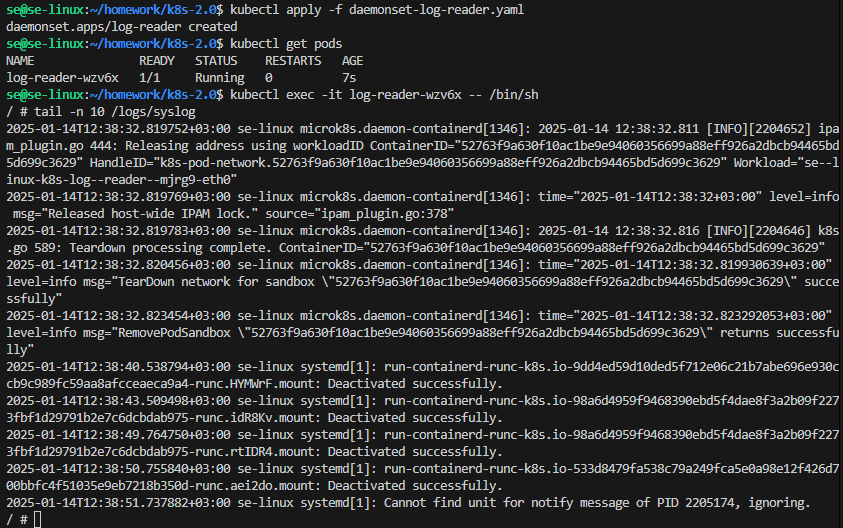 se@se-linux:~/homework/k8s-2.0$ kubectl apply -f daemonset-log-reader.yaml
daemonset.apps/log-reader created
se@se-linux:~/homework/k8s-2.0$ kubectl get pods
NAME               READY   STATUS    RESTARTS   AGE
log-reader-wzv6x   1/1     Running   0          7s
se@se-linux:~/homework/k8s-2.0$ kubectl exec -it log-reader-wzv6x -- /bin/sh
/ # tail -n 10 /logs/syslog
2025-01-14T12:38:32.819752+03:00 se-linux microk8s.daemon-containerd[1346]: 2025-01-14 12:38:32.811 [INFO][2204652] ipa
m_plugin.go 444: Releasing address using workloadID ContainerID="52763f9a630f10ac1be9e94060356699a88eff926a2dbcb94465bd
5d699c3629" HandleID="k8s-pod-network.52763f9a630f10ac1be9e94060356699a88eff926a2dbcb94465bd5d699c3629" Workload="se--l
inux-k8s-log--reader--mjrg9-eth0"
2025-01-14T12:38:32.819769+03:00 se-linux microk8s.daemon-containerd[1346]: time="2025-01-14T12:38:32+03:00" level=info
 msg="Released host-wide IPAM lock." source="ipam_plugin.go:378"
2025-01-14T12:38:32.819783+03:00 se-linux microk8s.daemon-containerd[1346]: 2025-01-14 12:38:32.816 [INFO][2204646] k8s
.go 589: Teardown processing complete. ContainerID="52763f9a630f10ac1be9e94060356699a88eff926a2dbcb94465bd5d699c3629"
2025-01-14T12:38:32.820456+03:00 se-linux microk8s.daemon-containerd[1346]: time="2025-01-14T12:38:32.819930639+03:00"
level=info msg="TearDown network for sandbox \"52763f9a630f10ac1be9e94060356699a88eff926a2dbcb94465bd5d699c3629\" succe
ssfully"
2025-01-14T12:38:32.823454+03:00 se-linux microk8s.daemon-containerd[1346]: time="2025-01-14T12:38:32.823292053+03:00"
level=info msg="RemovePodSandbox \"52763f9a630f10ac1be9e94060356699a88eff926a2dbcb94465bd5d699c3629\" returns successfu
lly"
2025-01-14T12:38:40.538794+03:00 se-linux systemd[1]: run-containerd-runc-k8s.io-9dd4ed59d10ded5f712e06c21b7abe696e930c
cb9c989fc59aa8afcceaeca9a4-runc.HYMWrF.mount: Deactivated successfully.
2025-01-14T12:38:43.509498+03:00 se-linux systemd[1]: run-containerd-runc-k8s.io-98a6d4959f9468390ebd5f4dae8f3a2b09f227
3fbf1d29791b2e7c6dcbdab975-runc.idR8Kv.mount: Deactivated successfully.
2025-01-14T12:38:49.764750+03:00 se-linux systemd[1]: run-containerd-runc-k8s.io-98a6d4959f9468390ebd5f4dae8f3a2b09f227
3fbf1d29791b2e7c6dcbdab975-runc.rtIDR4.mount: Deactivated successfully.
2025-01-14T12:38:50.755840+03:00 se-linux systemd[1]: run-containerd-runc-k8s.io-533d8479fa538c79a249fca5e0a98e12f426d7
00bbfc4f51035e9eb7218b350d-runc.aei2do.mount: Deactivated successfully.
2025-01-14T12:38:51.737882+03:00 se-linux systemd[1]: Cannot find unit for notify message of PID 2205174, ignoring.
/ #